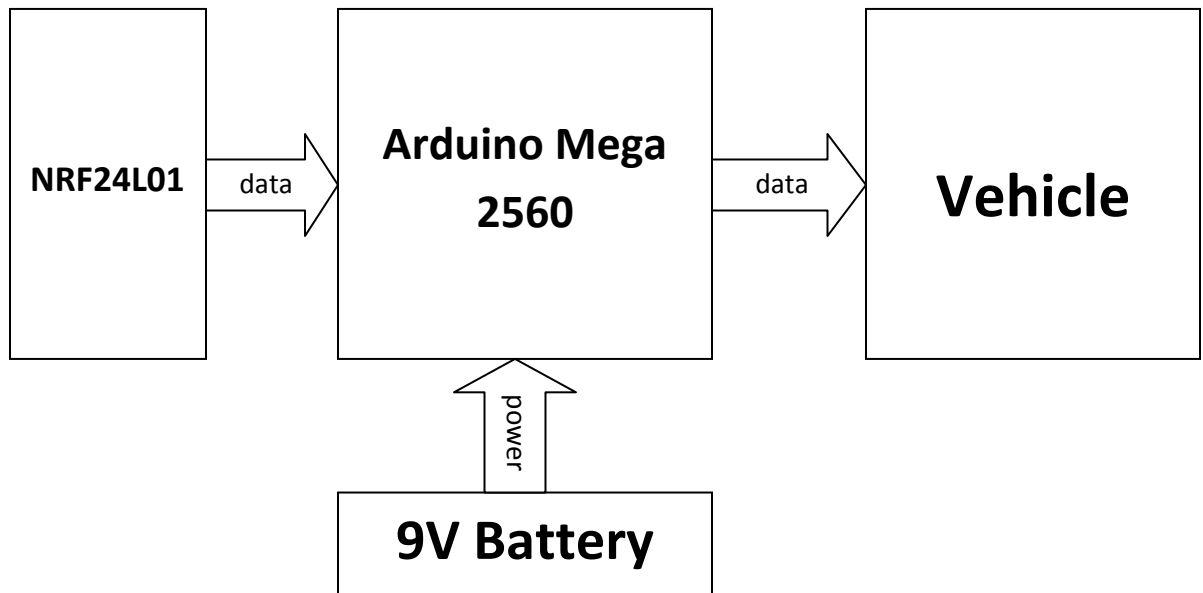 NRF24L01
data
Arduino Mega
2560
data
Vehicle
power
9V Battery